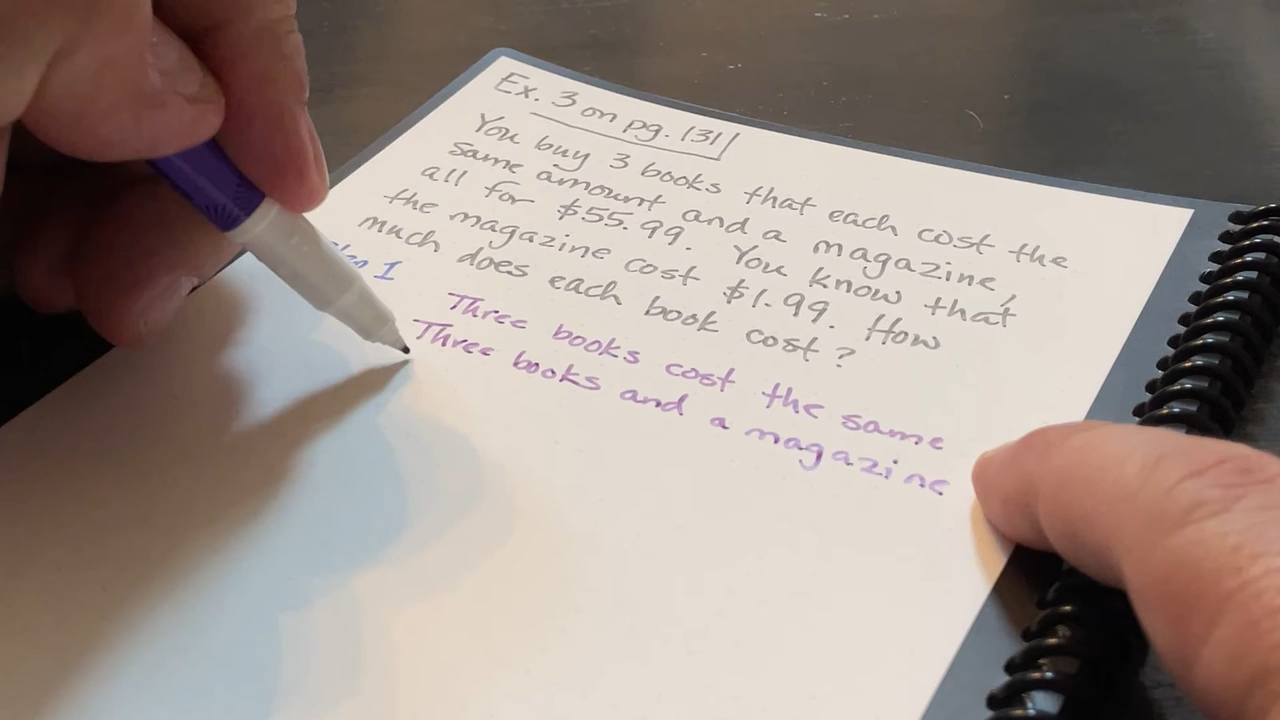 Ex. 3 on pg. 131
You buy 3 books that each cost the
same amount and a magazine,
all for $55.99. You know that
the magazine cost $1.99. How
much does each book cost?
1
Three books cost the same
Three books and a magazine